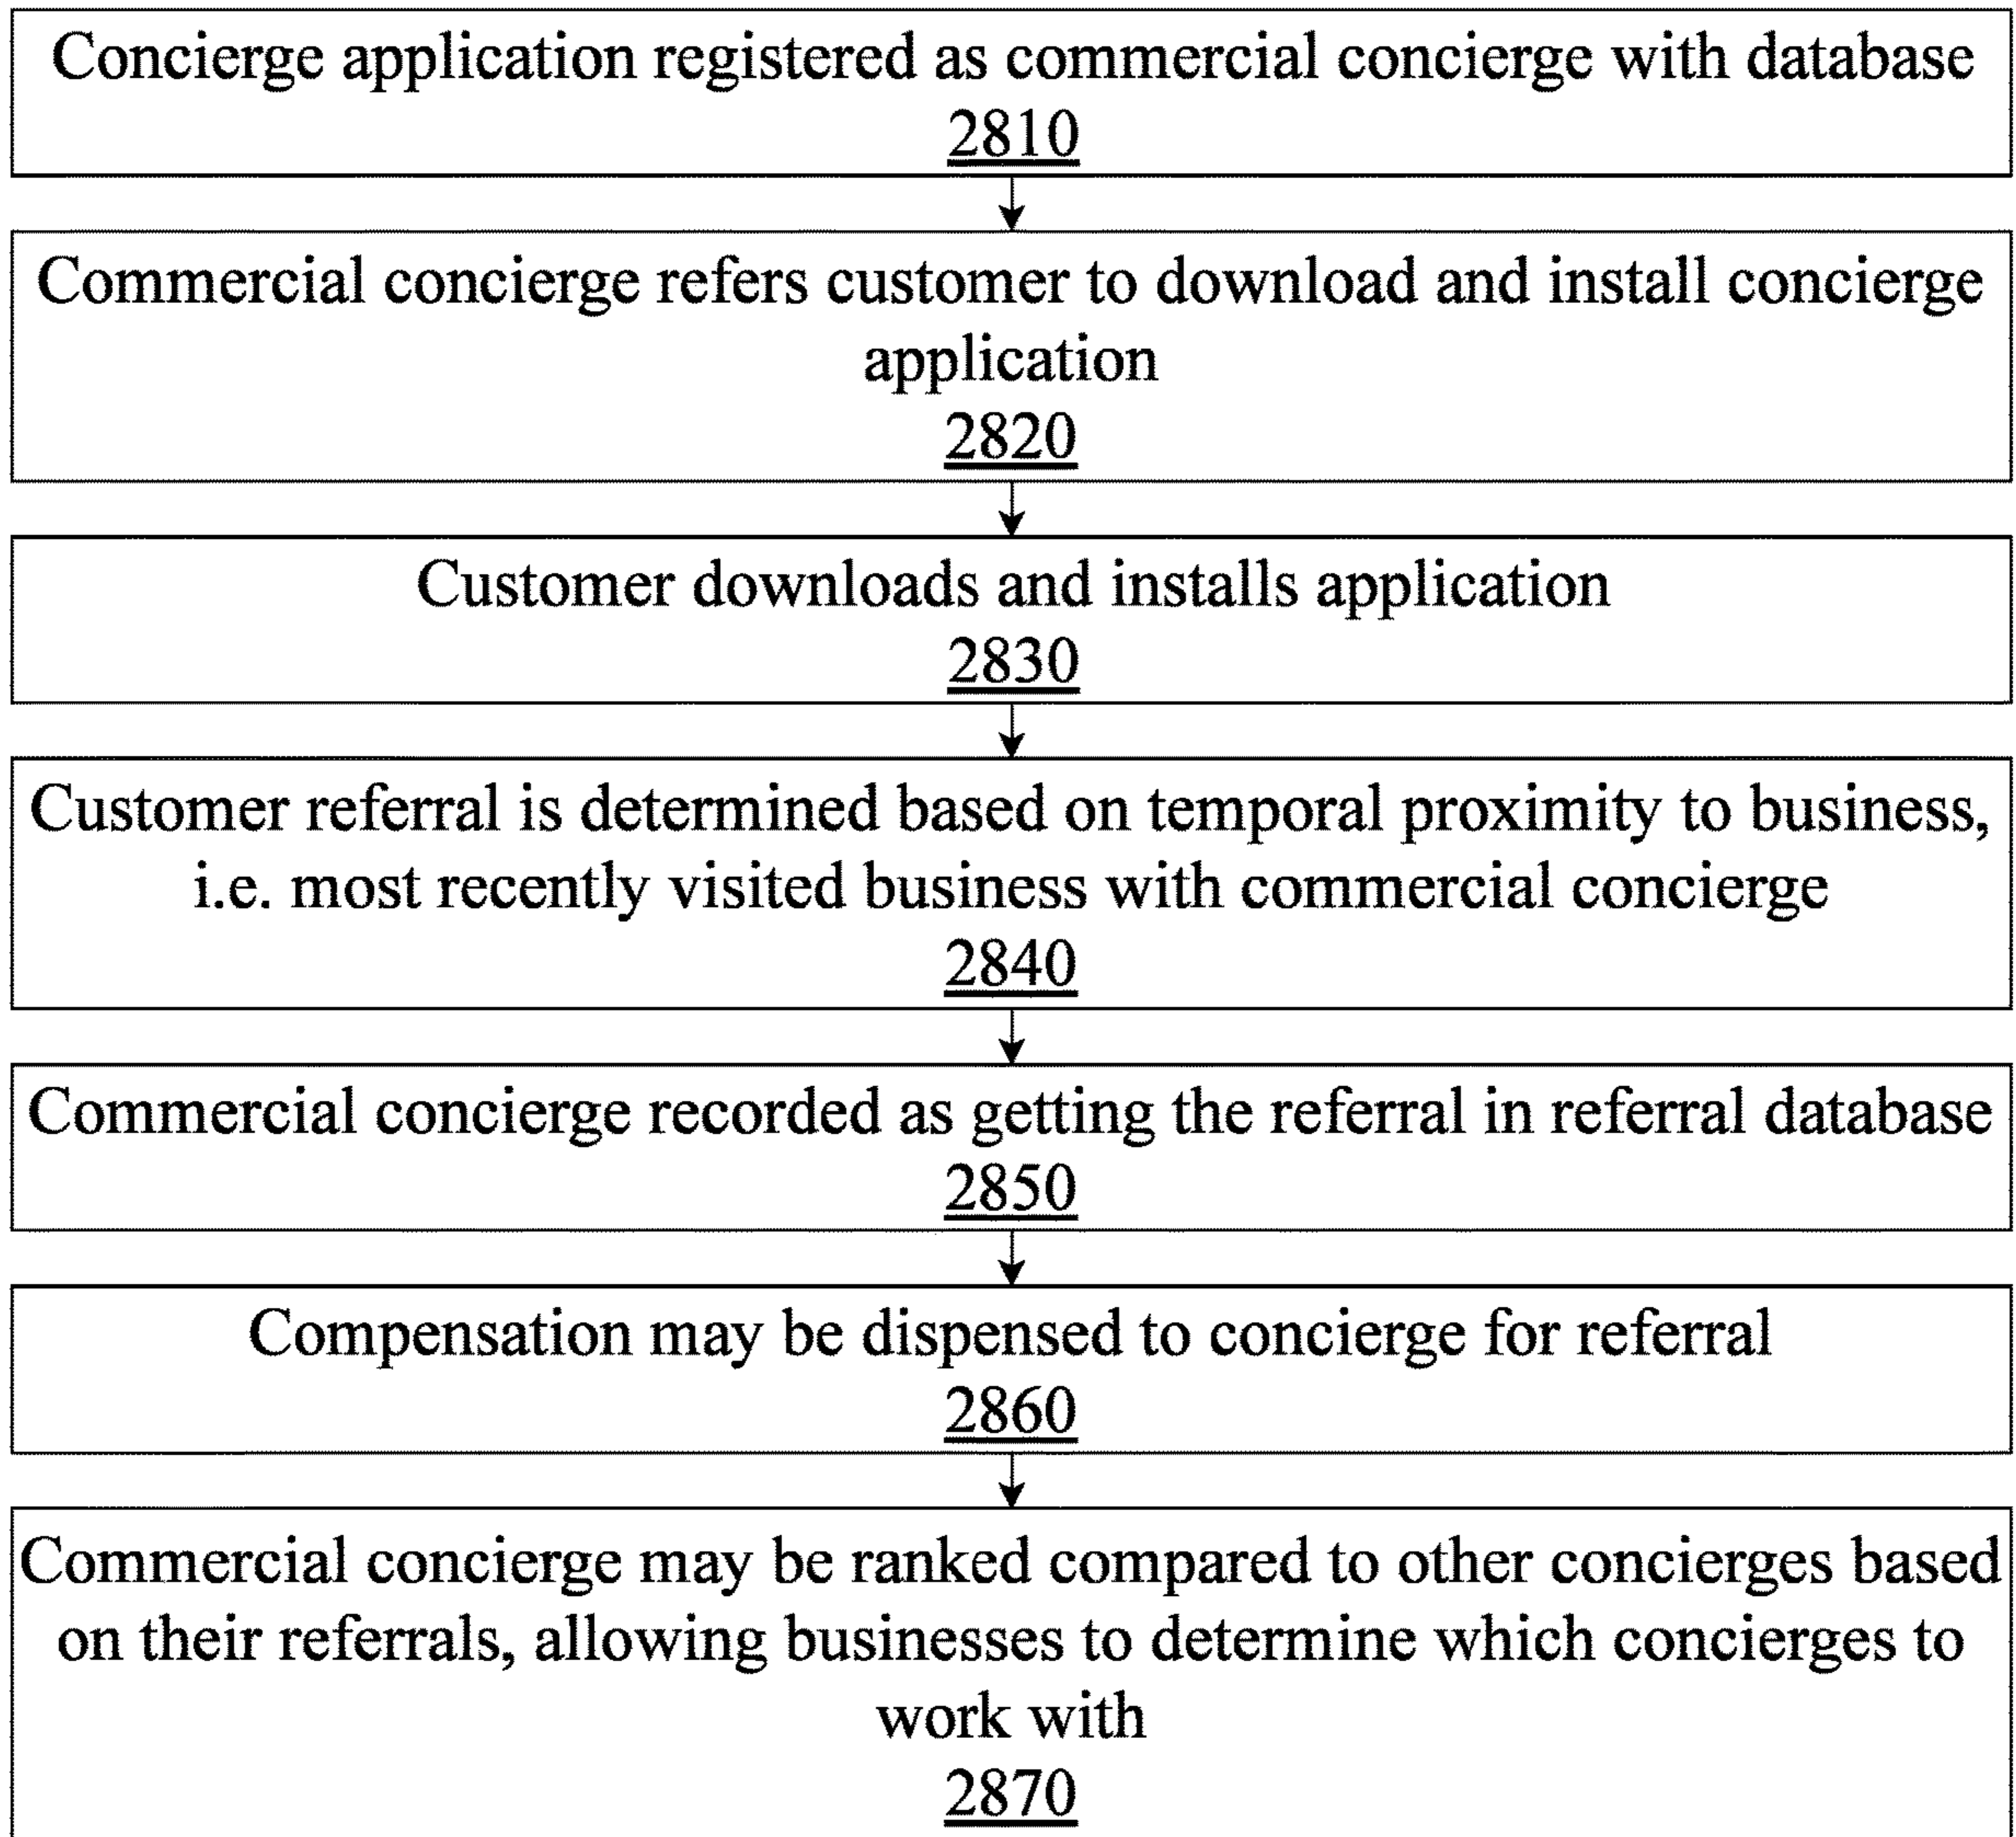 Concierge application registered as commercial concierge with database
2810
Commercial concierge refers customer to download and install concierge
application
2820
Customer downloads and installs application
2830
Customer referral is determined based on temporal proximity to business,
i.e. most recently visited business with commercial concierge
2840
Commercial concierge recorded as getting the referral in referral database
2850
Compensation may be dispensed to concierge for referral
2860
Commercial concierge may be ranked compared to other concierges based
on their referrals, allowing businesses to determine which concierges to
work with
2870